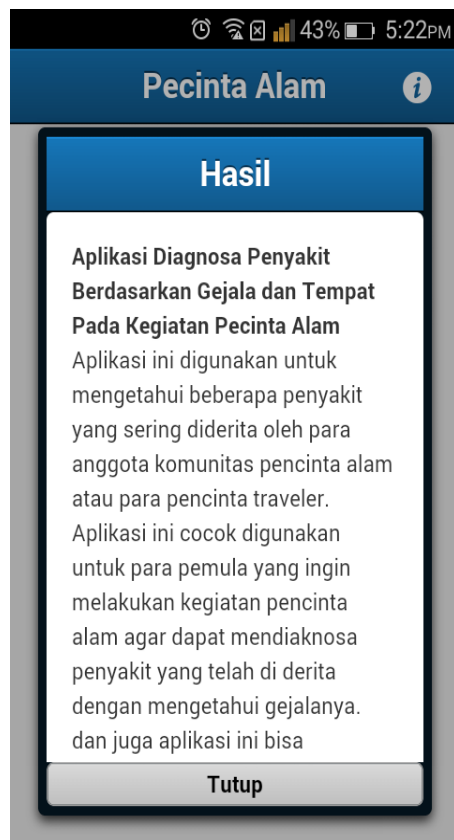 43% 5:22PM
Pecinta Alam
Hasil
Aplikasi Diagnosa Penyakit
Berdasarkan Gejala dan Tempat
Pada Kegiatan Pecinta Alam
Aplikasi ini digunakan untuk
mengetahui beberapa penyakit
yang sering diderita oleh para
anggota komunitas pencinta alam
atau para pencinta traveler.
Aplikasi ini cocok digunakan
untuk para pemula yang ingin
melakukan kegiatan pencinta
alam agar dapat mendiaknosa
penyakit yang telah di derita
dengan mengetahui gejalanya.
dan juga aplikasi ini bisa
Tutup